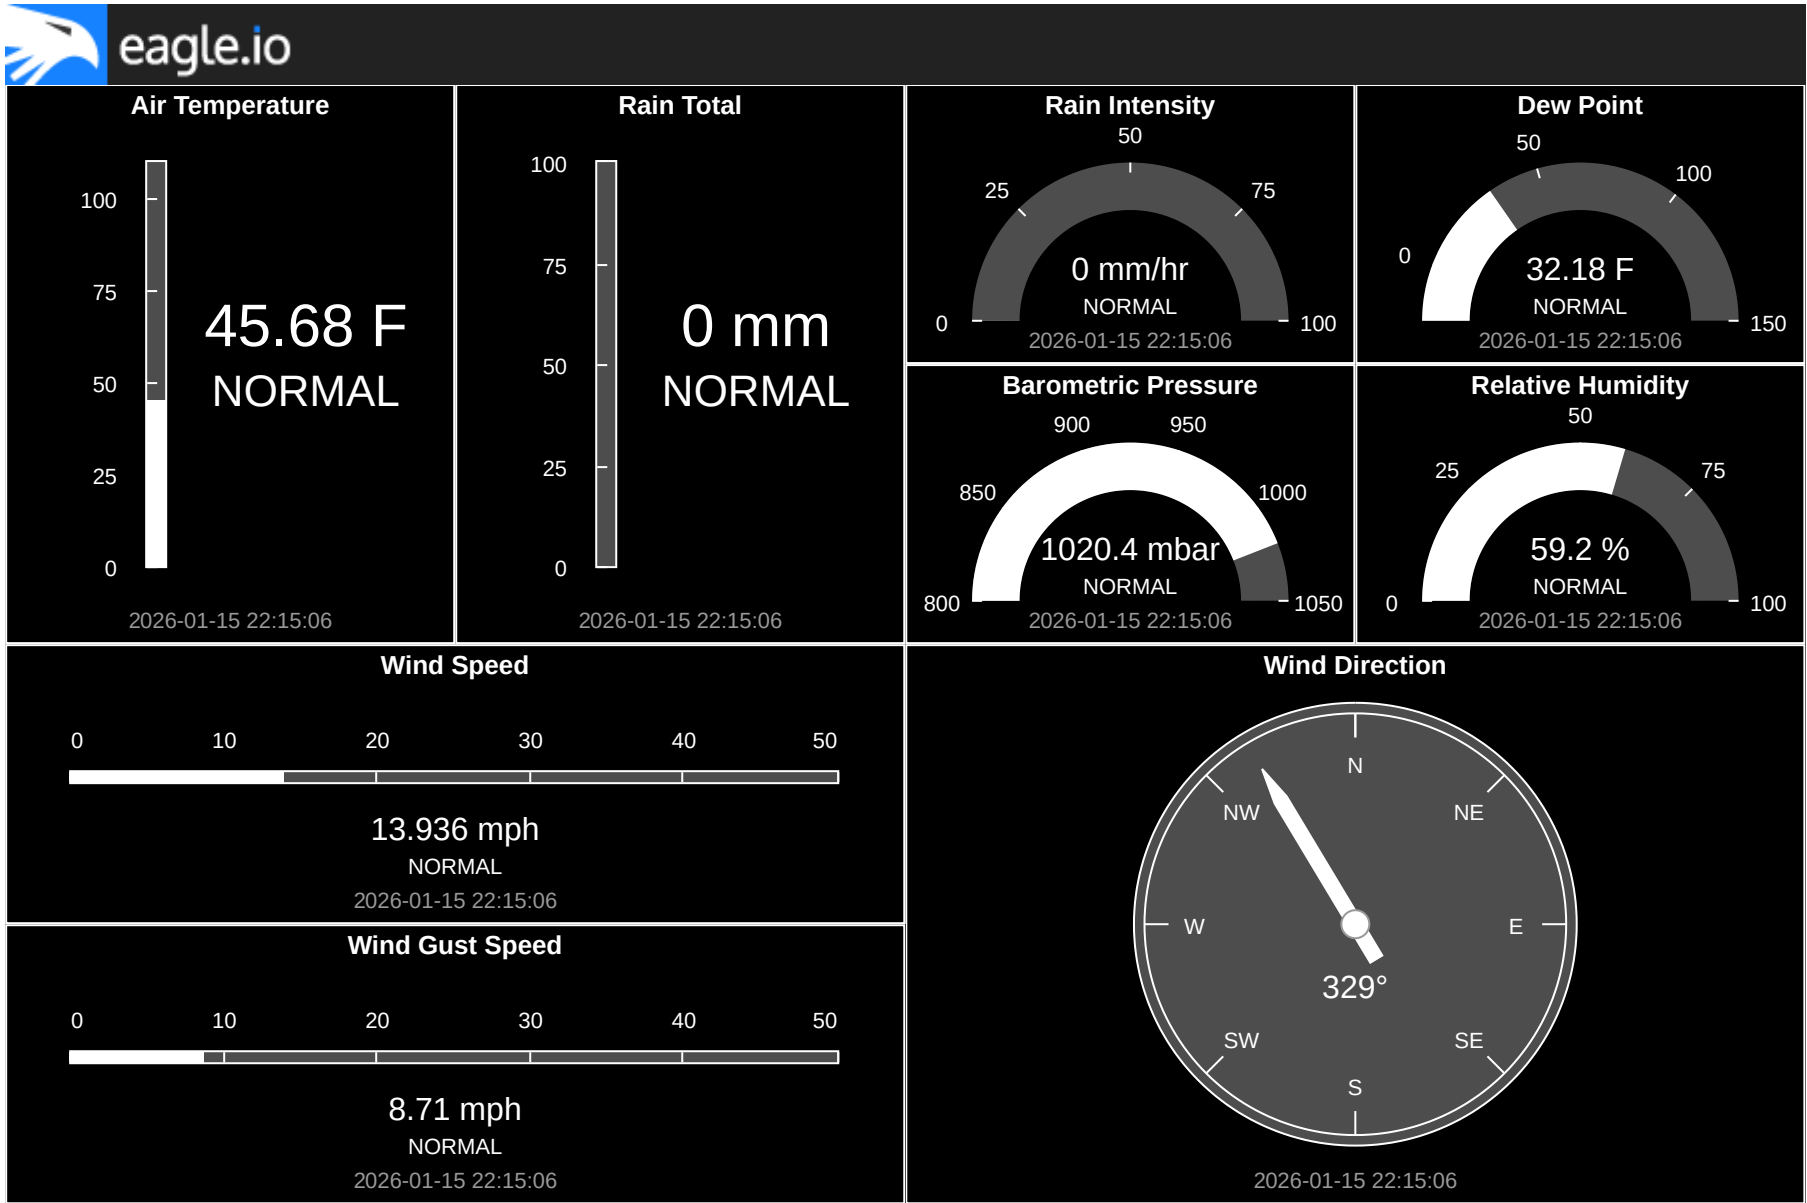 eagle.io
Air Temperature
100
75
50
25
0
45.68 F
NORMAL
2026-01-15 22:15:06
Rain Total
100
75
50
25
0
0 mm
NORMAL
2026-01-15 22:15:06
Rain Intensity
0
25
50
75
100
0 mm/hr
NORMAL
2026-01-15 22:15:06
Dew Point
0
50
100
150
32.18 F
NORMAL
2026-01-15 22:15:06
Barometric Pressure
800
850
900
950
1000
1050
1020.4 mbar
NORMAL
2026-01-15 22:15:06
Relative Humidity
0
25
50
75
100
59.2 %
NORMAL
2026-01-15 22:15:06
Wind Speed
0 10 20 30 40 50
13.936 mph
NORMAL
2026-01-15 22:15:06
Wind Gust Speed
0 10 20 30 40 50
8.71 mph
NORMAL
2026-01-15 22:15:06
Wind Direction
N
NW NE
W E
329°
SW SE
S
2026-01-15 22:15:06